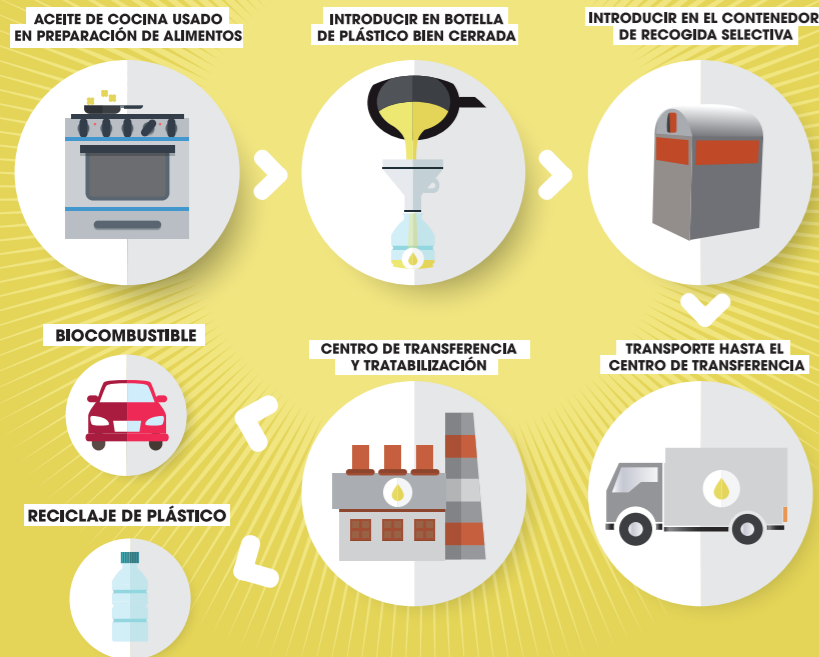 ACEITE DE COCINA USADO
EN PREPARACIÓN DE ALIMENTOS
INTRODUCIR EN BOTELLA
DE PLÁSTICO BIEN CERRADA
INTRODUCIR EN EL CONTENEDOR
DE RECOGIDA SELECTIVA
TRANSPORTE HASTA EL
CENTRO DE TRANSFERENCIA
CENTRO DE TRANSFERENCIA
Y TRATABILIZACIÓN
BIOCOMBUSTIBLE
RECICLAJE DE PLÁSTICO